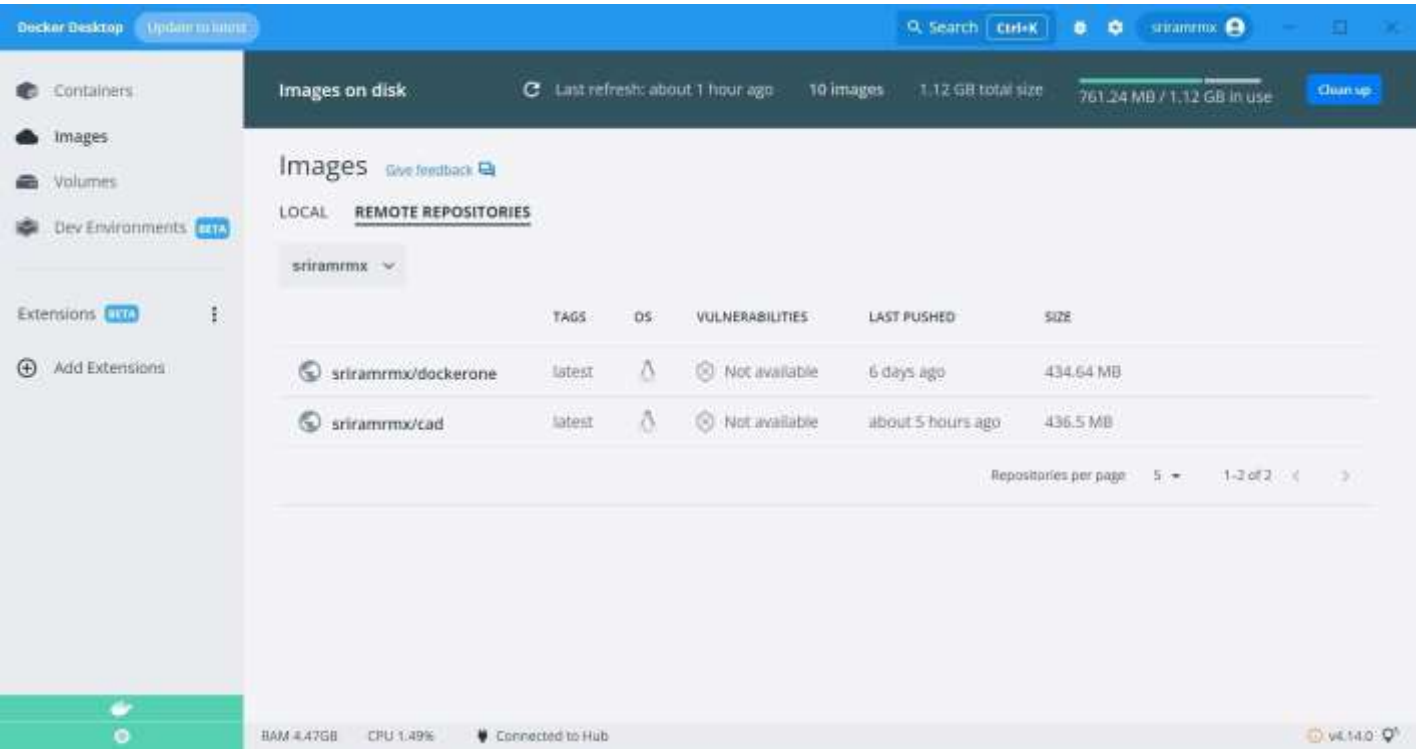 Docker Desktop Update to latest Search Ctrl+K sriramrmx
Containers
Images
Volumes
Dev Environments BETA
Extensions BETA
Add Extensions
Images on disk Last refresh: about 1 hour ago 10 images 1.12 GB total size 761.24 MB / 1.12 GB in use Clean up
Images Give feedback
LOCAL REMOTE REPOSITORIES
sriramrmx
TAGS OS VULNERABILITIES LAST PUSHED SIZE
sriramrmx/dockerone latest Not available 6 days ago 434.64 MB
sriramrmx/cad latest Not available about 5 hours ago 436.5 MB
Repositories per page 5 1-2 of 2
RAM 4.47GB CPU 1.49% Connected to Hub v4.14.0